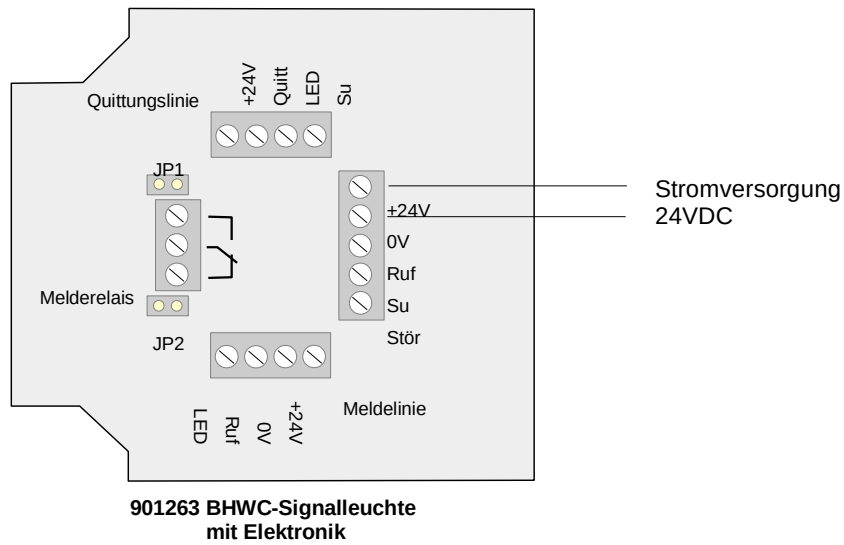 +24V
Quitt
LED
Su
Quittungslinie
JP1
Stromversorgung
24VDC
+24V
0V
Ruf
Su
Stör
Melderelais
JP2
Meldelinie
LED
Ruf
0V
+24V
901263 BHWC-Signalleuchte
mit Elektronik